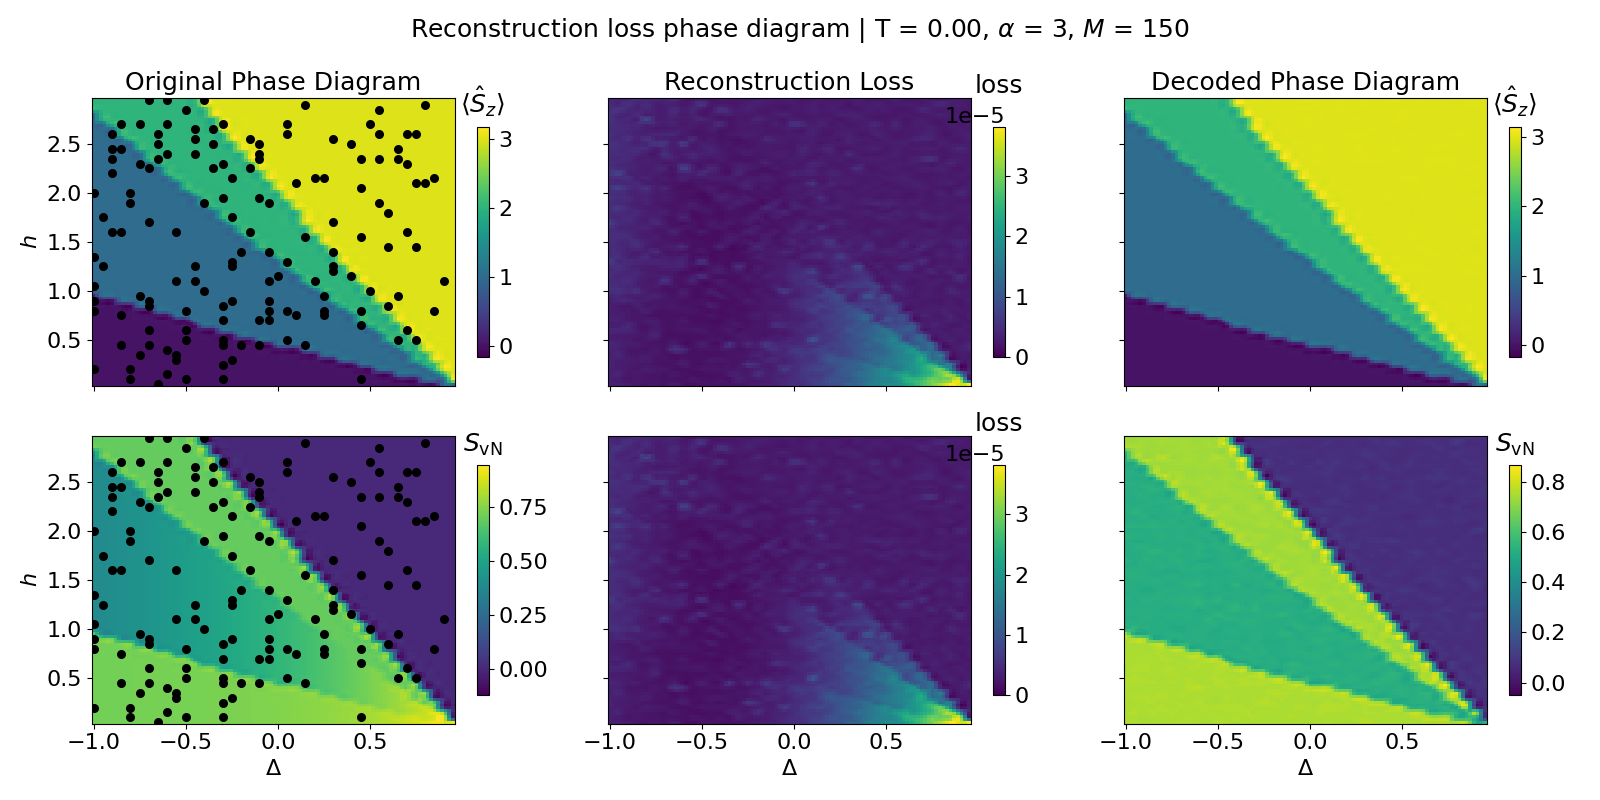 Reconstruction loss phase diagram | T = 0.00, α = 3, M = 150
Original Phase Diagram
Reconstruction Loss
Decoded Phase Diagram
⟨Ŝz⟩
loss
1e−5
⟨Ŝz⟩
h
2.5
2.0
1.5
1.0
0.5
3
2
1
0
3
2
1
0
3
2
1
0
SvN
loss
1e−5
SvN
h
2.5
2.0
1.5
1.0
0.5
0.75
0.50
0.25
0.00
3
2
1
0
0.8
0.6
0.4
0.2
0.0
−1.0 −0.5 0.0 0.5
−1.0 −0.5 0.0 0.5
−1.0 −0.5 0.0 0.5
Δ
Δ
Δ